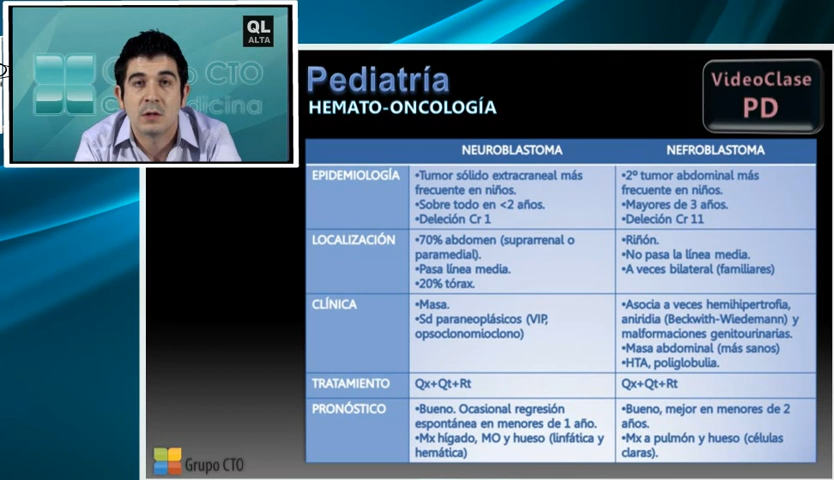 QL
ALTA
Grupo CTO
Medicina
Pediatría
HEMATO-ONCOLOGÍA
VideoClase
PD
NEUROBLASTOMA
NEFROBLASTOMA
EPIDEMIOLOGÍA
•Tumor sólido extracraneal más
frecuente en niños.
•Sobre todo en <2 años.
•Deleción Cr 1
•2º tumor abdominal más
frecuente en niños.
•Mayores de 3 años.
•Deleción Cr 11
LOCALIZACIÓN
•70% abdomen (suprarrenal o
paramedial).
•Pasa línea media.
•20% tórax.
•Riñón.
•No pasa la línea media.
•A veces bilateral (familiares)
CLÍNICA
•Masa.
•Sd paraneoplásicos (VIP,
opsoclonomioclono)
•Asocia a veces hemihipertrofia,
aniridia (Beckwith-Wiedemann) y
malformaciones genitourinarias.
•Masa abdominal (más sanos)
•HTA, poliglobulia.
TRATAMIENTO
Qx+Qt+Rt
Qx+Qt+Rt
PRONÓSTICO
•Bueno. Ocasional regresión
espontánea en menores de 1 año.
•Mx hígado, MO y hueso (linfática y
hemática)
•Bueno, mejor en menores de 2
años.
•Mx a pulmón y hueso (células
claras).
Grupo CTO